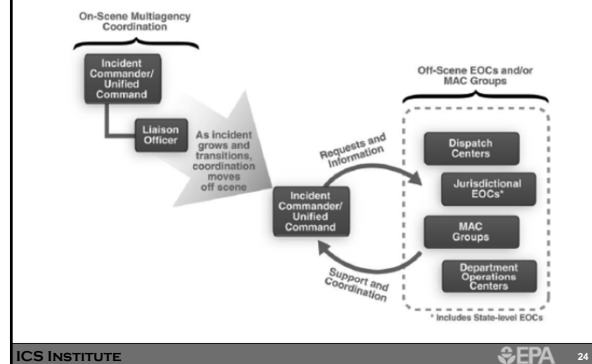 On-Scene Multiagency
Coordination
Incident
Commander/
Unified
Command
Liaison
Officer
As incident
grows and
transitions,
coordination
moves
off scene
Incident
Commander/
Unified
Command
Requests and
Information
Support and
Coordination
Off-Scene EOCs and/or
MAC Groups
Dispatch
Centers
Jurisdictional
EOCs*
MAC
Groups
Department
Operations
Centers
* Includes State-level EOCs
ICS INSTITUTE
EPA
24